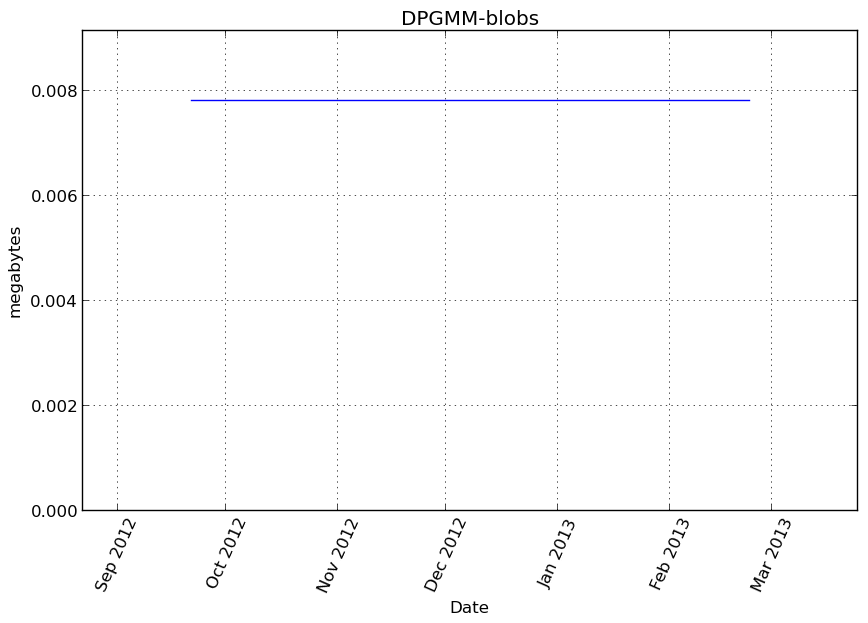 DPGMM-blobs
0.008
0.006
0.004
0.002
0.000
megabytes
Sep 2012
Oct 2012
Nov 2012
Dec 2012
Jan 2013
Feb 2013
Mar 2013
Date